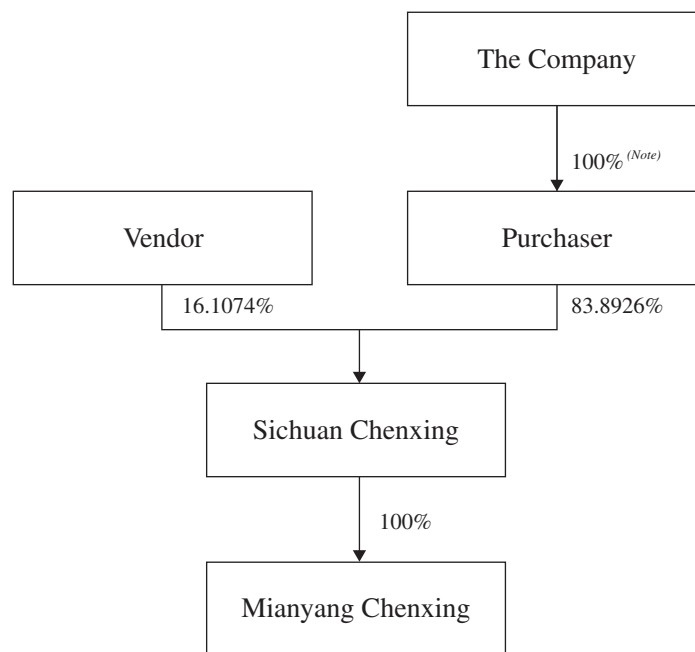 The Company
100% (Note)
Vendor
Purchaser
16.1074%
83.8926%
Sichuan Chenxing
100%
Mianyang Chenxing